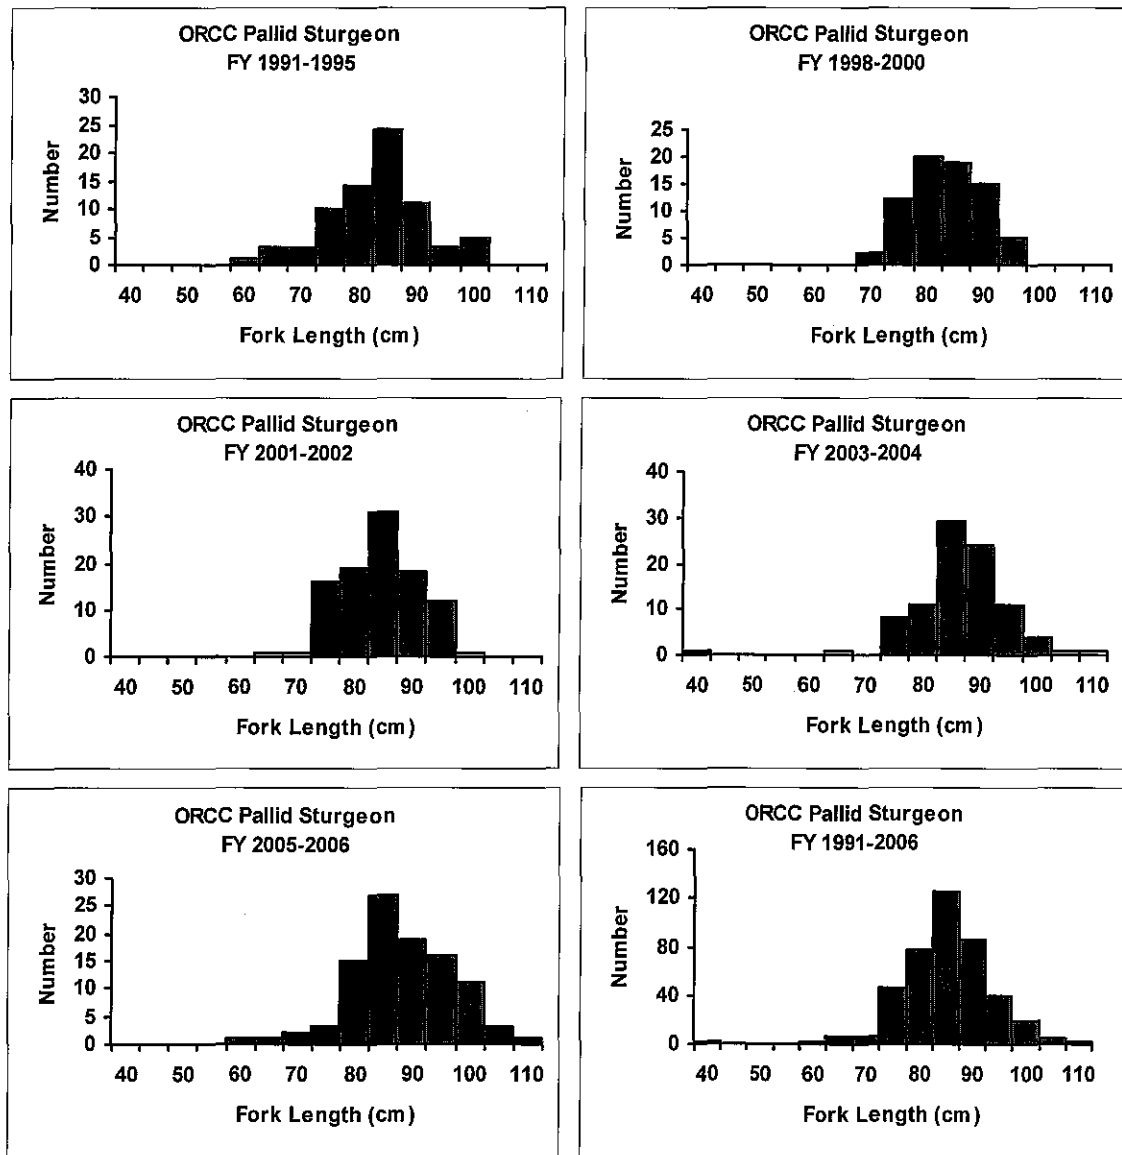 ORCC Pallid Sturgeon
FY 1991-1995
30
25
20
15
10
5
0
Number
40 50 60 70 80 90 100 110
Fork Length (cm)
ORCC Pallid Sturgeon
FY 1998-2000
25
20
15
10
5
0
Number
40 50 60 70 80 90 100 110
Fork Length (cm)
ORCC Pallid Sturgeon
FY 2001-2002
40
30
20
10
0
Number
40 50 60 70 80 90 100 110
Fork Length (cm)
ORCC Pallid Sturgeon
FY 2003-2004
40
30
20
10
0
Number
40 50 60 70 80 90 100 110
Fork Length (cm)
ORCC Pallid Sturgeon
FY 2005-2006
30
25
20
15
10
5
0
Number
40 50 60 70 80 90 100 110
Fork Length (cm)
ORCC Pallid Sturgeon
FY 1991-2006
160
120
80
40
0
Number
40 50 60 70 80 90 100 110
Fork Length (cm)